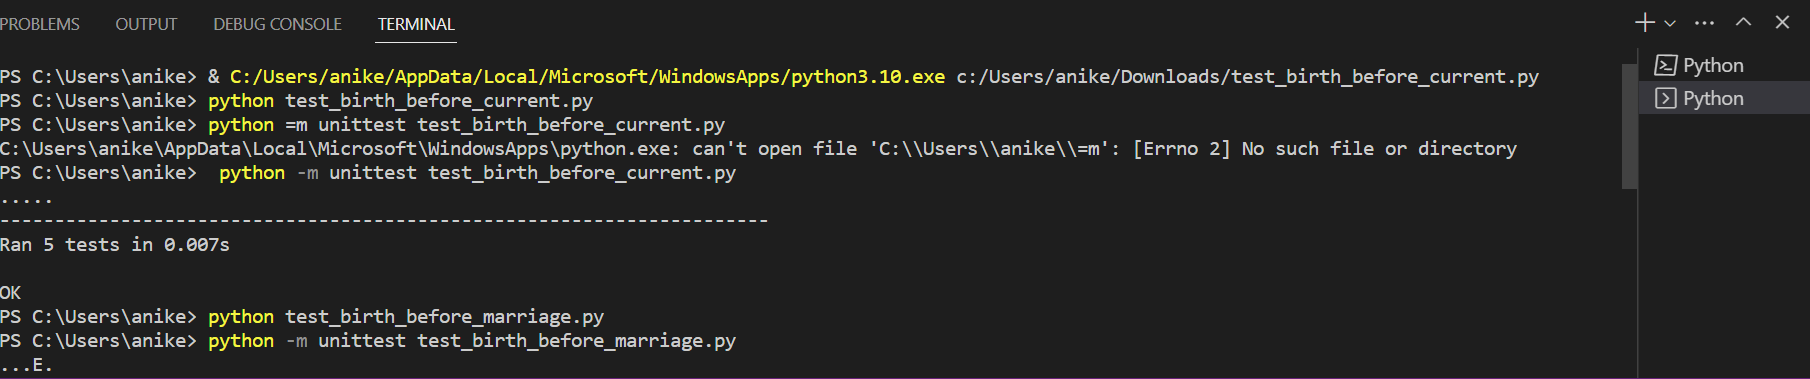 PROBLEMS OUTPUT DEBUG CONSOLE TERMINAL
PS C:\Users\anike> & C:/Users/anike/AppData/Local/Microsoft/WindowsApps/python3.10.exe c:/Users/anike/Downloads/test_birth_before_current.py
PS C:\Users\anike> python test_birth_before_current.py
PS C:\Users\anike> python =m unittest test_birth_before_current.py
C:\Users\anike\AppData\Local\Microsoft\WindowsApps\python.exe: can't open file 'C:\\Users\\anike\\=m': [Errno 2] No such file or directory
PS C:\Users\anike>  python -m unittest test_birth_before_current.py
.....
----------------------------------------------------------------------
Ran 5 tests in 0.007s

OK
PS C:\Users\anike> python test_birth_before_marriage.py
PS C:\Users\anike> python -m unittest test_birth_before_marriage.py
...E.
Python
Python